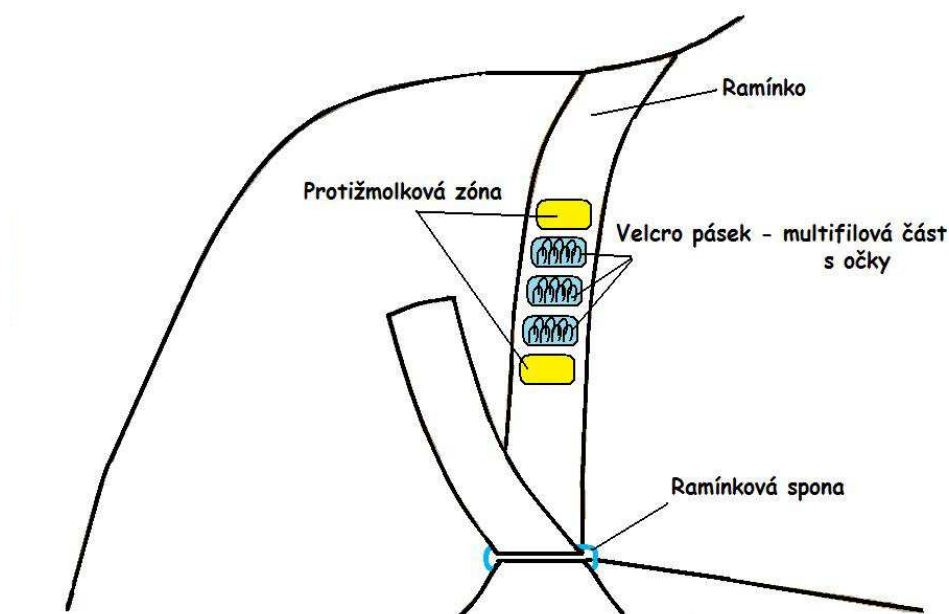 Ramínko
Protižmolková zóna
Velcro pásek - multifilová část
s očky
Ramínková spona